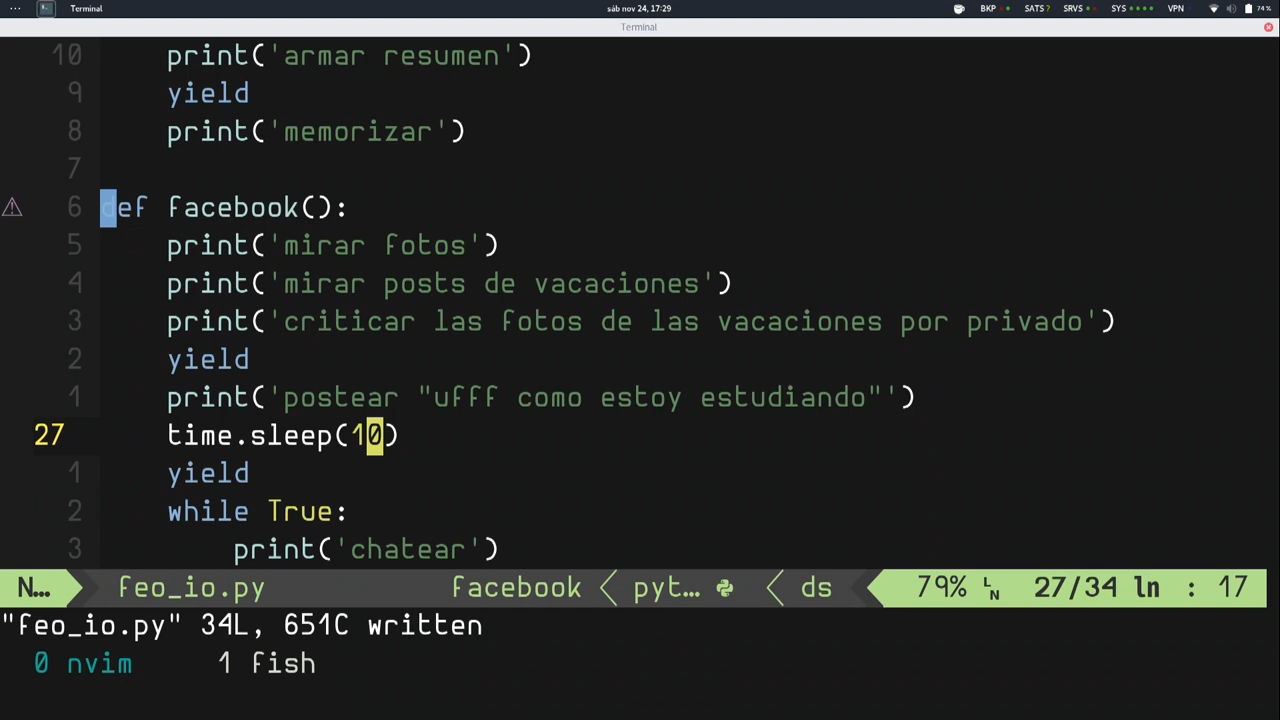 ... Terminal sáb nov 24, 17:29 BKP SATS? SRVS SYS VPN 74%
Terminal
10 print('armar resumen')
9 yield
8 print('memorizar')
7
6 def facebook():
5 print('mirar fotos')
4 print('mirar posts de vacaciones')
3 print('criticar las fotos de las vacaciones por privado')
2 yield
1 print('postear "ufff como estoy estudiando"')
27 time.sleep(10)
1 yield
2 while True:
3 print('chatear')
N… feo_io.py facebook pyt… ds 79% LN 27/34 ln : 17
"feo_io.py" 34L, 651C written
0 nvim 1 fish